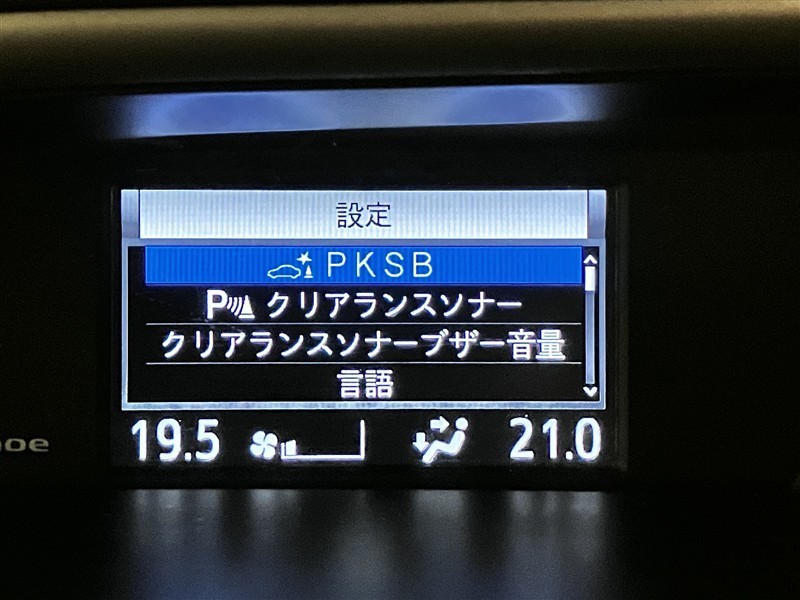 設定
PKSB
P クリアランスソナー
クリアランスソナーブザー音量
言語
19.5 21.0